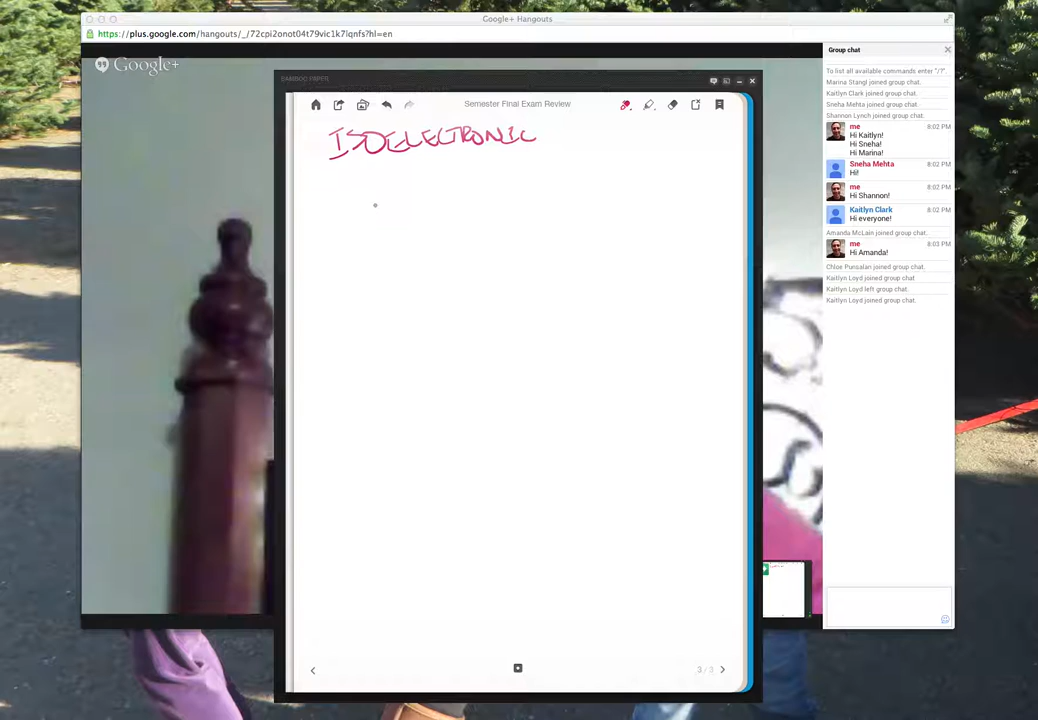 Google+ Hangouts
https://plus.google.com/hangouts/_/72cpi2onot04t79vic1k7iqnfs?hl=en
Google+
BAMBOO PAPER
Semester Final Exam Review
ISOELECTRONIC
3 / 3
Group chat
To list all available commands enter "/?"
Marina Stangl joined group chat.
Kaitlyn Clark joined group chat.
Sneha Mehta joined group chat.
Shannon Lynch joined group chat.
me 8:02 PM
Hi Kaitlyn!
Hi Sneha!
Hi Marina!
Sneha Mehta 8:02 PM
Hi!
me 8:02 PM
Hi Shannon!
Kaitlyn Clark 8:02 PM
Hi everyone!
Amanda McLain joined group chat.
me 8:03 PM
Hi Amanda!
Chloe Punsalan joined group chat.
Kaitlyn Loyd joined group chat.
Kaitlyn Loyd left group chat.
Kaitlyn Loyd joined group chat.